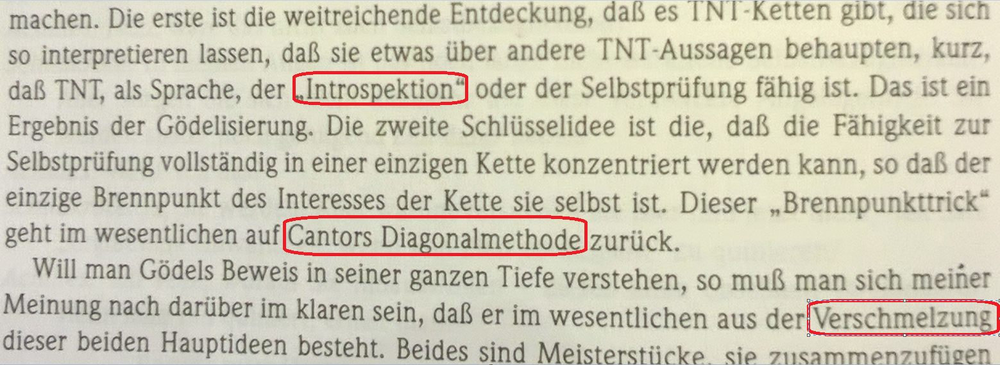 machen. Die erste ist die weitreichende Entdeckung, daß es TNT-Ketten gibt, die sich
so interpretieren lassen, daß sie etwas über andere TNT-Aussagen behaupten, kurz,
daß TNT, als Sprache, der „Introspektion“ oder der Selbstprüfung fähig ist. Das ist ein
Ergebnis der Gödelisierung. Die zweite Schlüsselidee ist die, daß die Fähigkeit zur
Selbstprüfung vollständig in einer einzigen Kette konzentriert werden kann, so daß der
einzige Brennpunkt des Interesses der Kette sie selbst ist. Dieser „Brennpunkttrick“
geht im wesentlichen auf Cantors Diagonalmethode zurück.
Will man Gödels Beweis in seiner ganzen Tiefe verstehen, so muß man sich meiner
Meinung nach darüber im klaren sein, daß er im wesentlichen aus der Verschmelzung
dieser beiden Hauptideen besteht. Beides sind Meisterstücke, sie zusammenzufügen